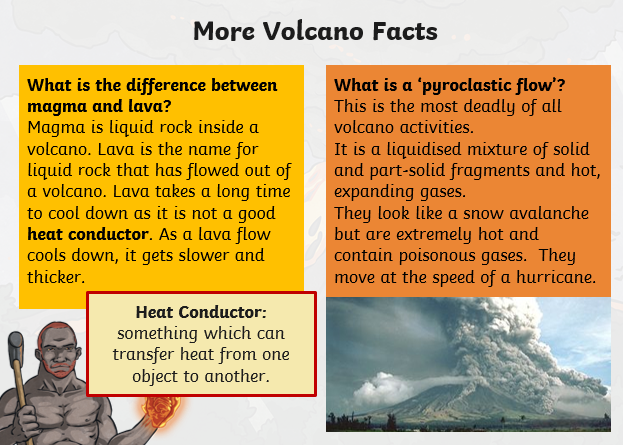 More Volcano Facts
What is the difference between
magma and lava?
Magma is liquid rock inside a
volcano. Lava is the name for
liquid rock that has flowed out of
a volcano. Lava takes a long time
to cool down as it is not a good
heat conductor. As a lava flow
cools down, it gets slower and
thicker.
Heat Conductor:
something which can
transfer heat from one
object to another.
What is a ‘pyroclastic flow’?
This is the most deadly of all
volcano activities.
It is a liquidised mixture of solid
and part-solid fragments and hot,
expanding gases.
They look like a snow avalanche
but are extremely hot and
contain poisonous gases.  They
move at the speed of a hurricane.